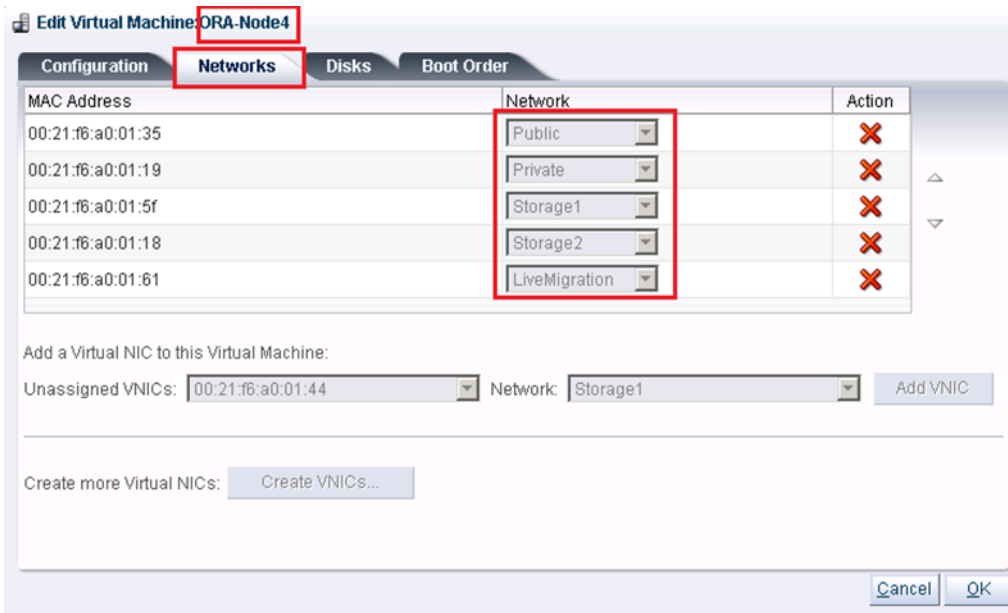 Edit Virtual Machine:ORA-Node4
Configuration Networks Disks Boot Order
MAC Address Network Action
00:21:f6:a0:01:35 Public
00:21:f6:a0:01:19 Private
00:21:f6:a0:01:5f Storage1
00:21:f6:a0:01:18 Storage2
00:21:f6:a0:01:61 LiveMigration
Add a Virtual NIC to this Virtual Machine:
Unassigned VNICs: 00:21:f6:a0:01:44 Network: Storage1 Add VNIC
Create more Virtual NICs: Create VNICs...
Cancel OK